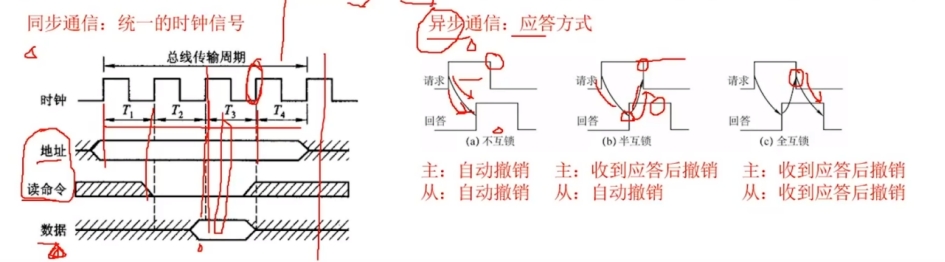 同步通信：统一的时钟信号
总线传输周期
时钟
T1 T2 T3 T4
地址
读命令
数据
异步通信：应答方式
请求
回答
(a) 不互锁
请求
回答
(b) 半互锁
请求
回答
(c) 全互锁
主：自动撤销
从：自动撤销
主：收到应答后撤销
从：自动撤销
主：收到应答后撤销
从：收到应答后撤销